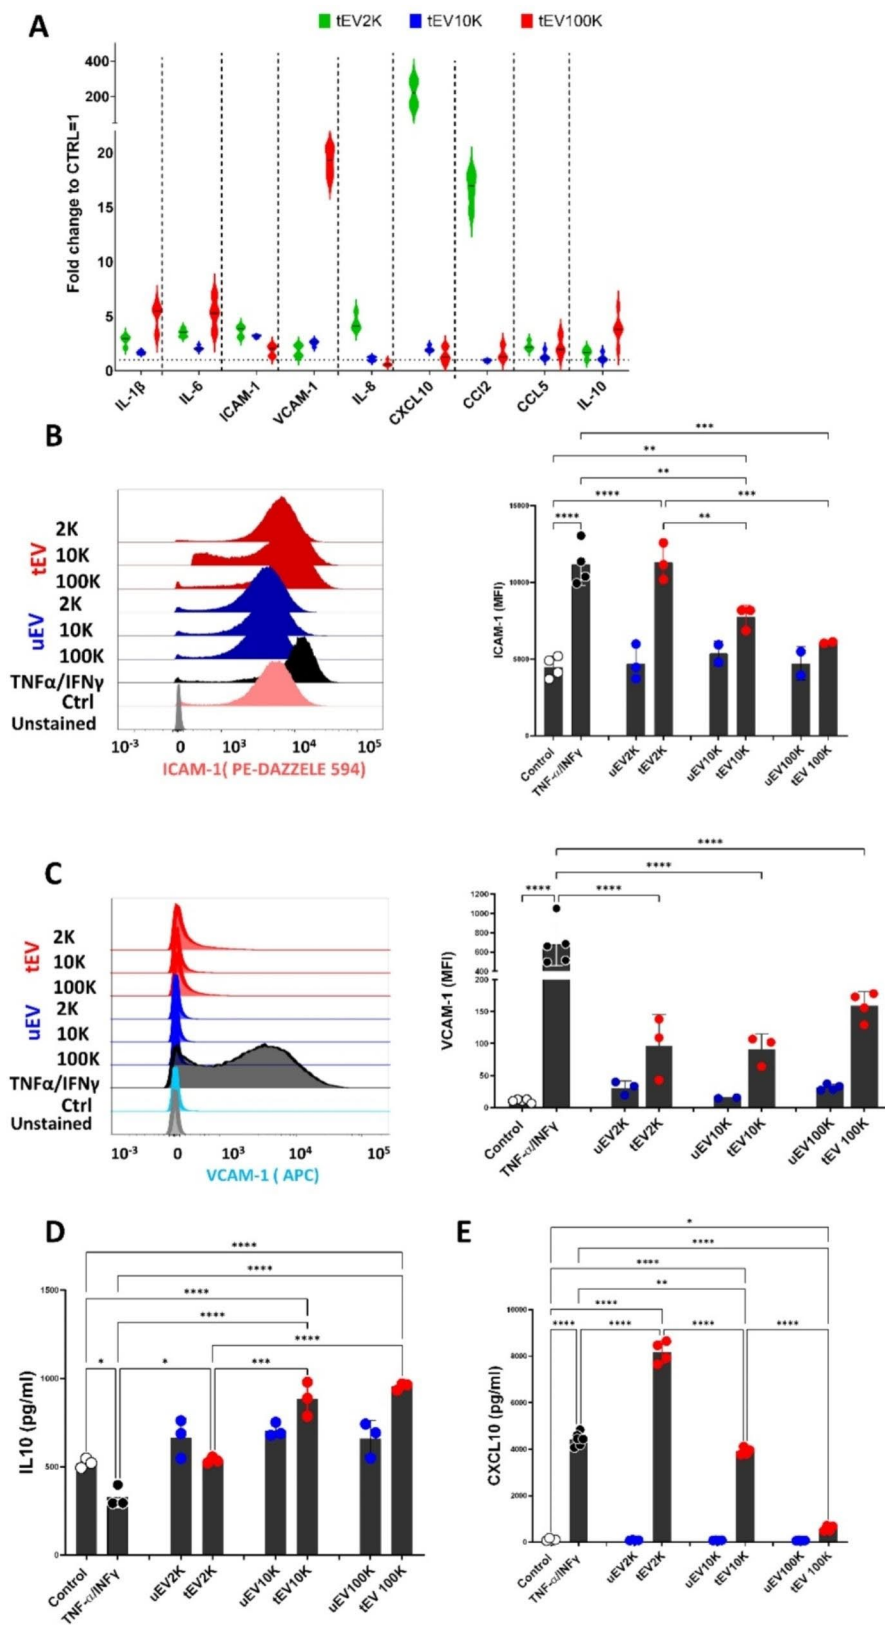 A
tEV2K tEV10K tEV100K
Fold change to CTRL=1
400
200
20
15
10
5
0
IL-1β IL-6 ICAM-1 VCAM-1 IL-8 CXCL10 CCl2 CCL5 IL-10
B
tEV
2K
10K
100K
uEV
2K
10K
100K
TNFα/IFNγ
Ctrl
Unstained
10-3 0 103 104 105
ICAM-1( PE-DAZZELE 594)
***
**
**
**** ***
**** **
ICAM-1 (MFI)
15000
10000
5000
0
Control TNF-α/INFγ uEV2K tEV2K uEV10K tEV10K uEV100K tEV 100K
C
tEV
2K
10K
100K
uEV
2K
10K
100K
TNFα/IFNγ
Ctrl
Unstained
10-3 0 103 104 105
VCAM-1 ( APC)
****
****
**** ****
VCAM-1 (MFI)
1200
1000
800
600
400
200
150
100
50
0
Control TNF-α/INFγ uEV2K tEV2K uEV10K tEV10K uEV100K tEV 100K
D
****
****
****
****
****
* * ***
IL10 (pg/ml)
1500
1000
500
0
Control TNF-α/INFγ uEV2K tEV2K uEV10K tEV10K uEV100K tEV 100K
E
*
****
****
**
****
**** **** **** ****
CXCL10 (pg/ml)
10000
8000
6000
4000
2000
0
Control TNF-α/INFγ uEV2K tEV2K uEV10K tEV10K uEV100K tEV 100K